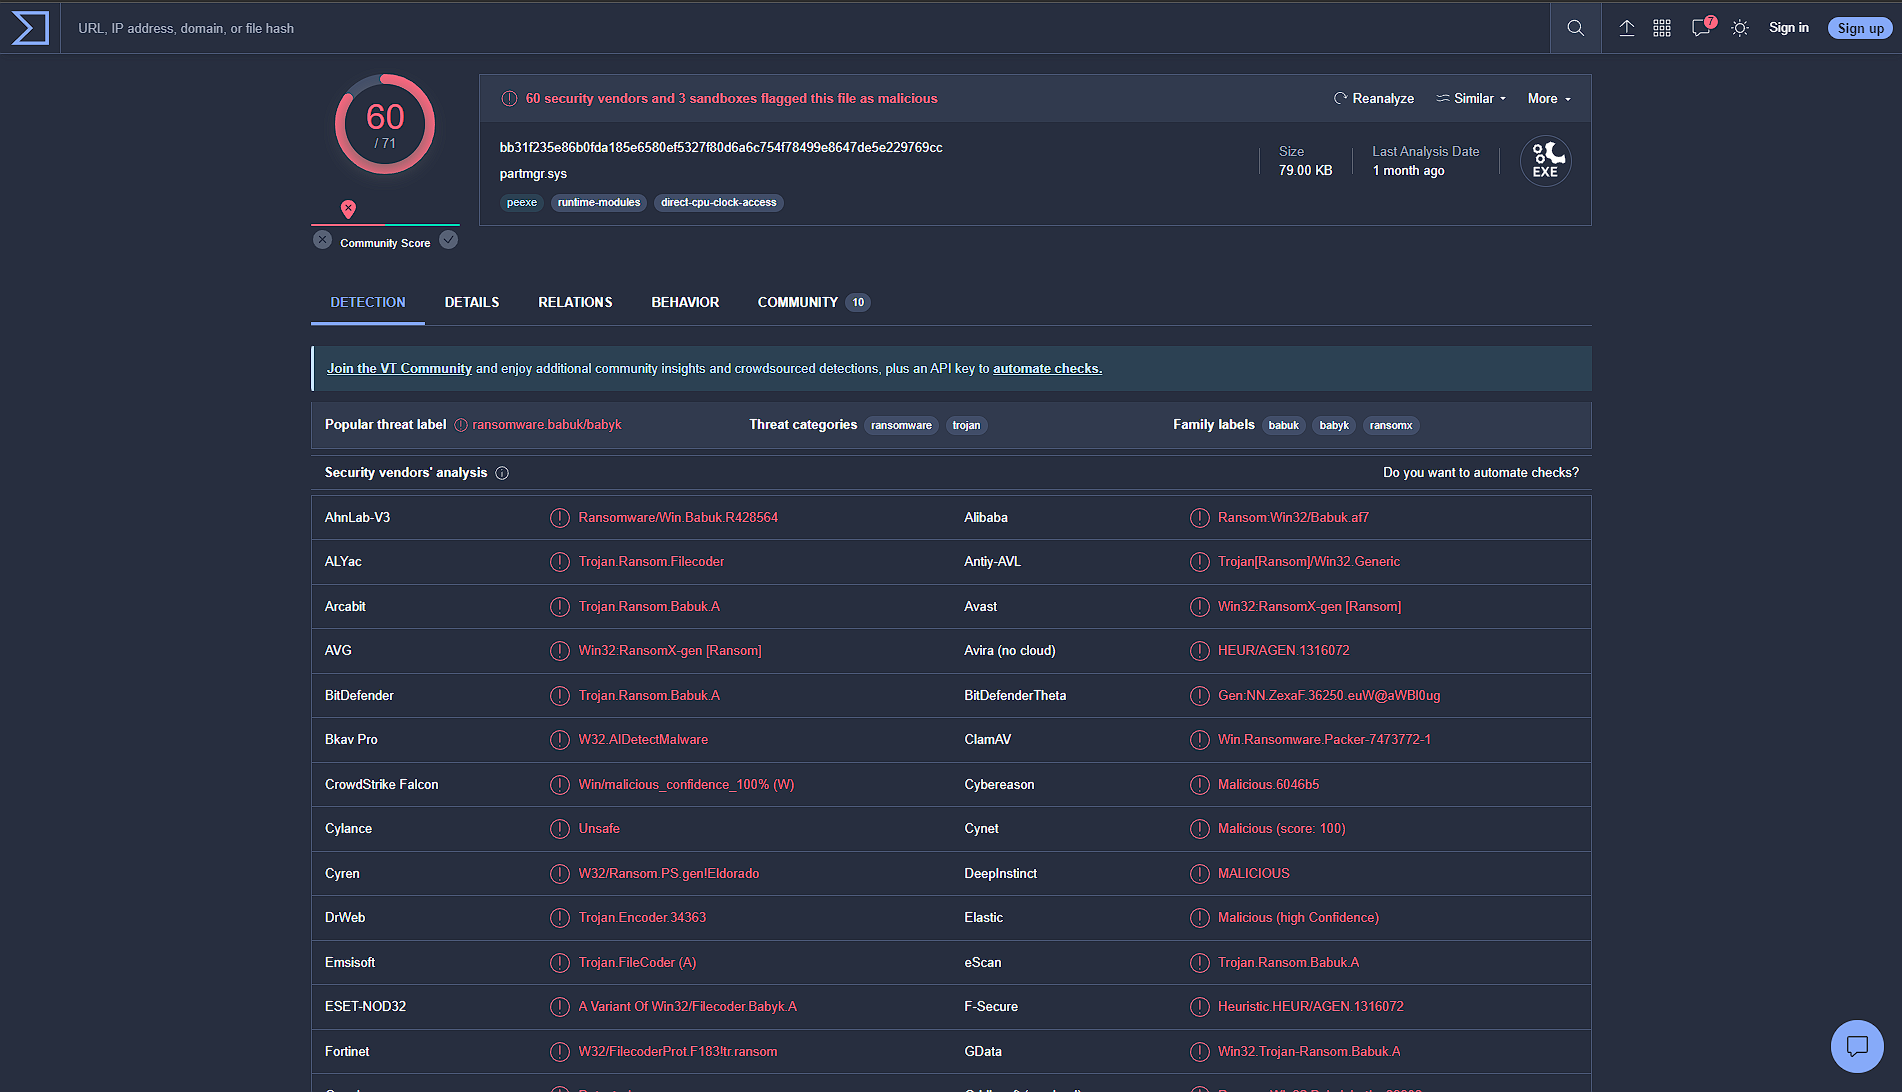 URL, IP address, domain, or file hash
7
Sign in
Sign up
60
/ 71
Community Score
60 security vendors and 3 sandboxes flagged this file as malicious
Reanalyze
Similar
More
bb31f235e86b0fda185e6580ef5327f80d6a6c754f78499e8647de5e229769cc
partmgr.sys
peexe
runtime-modules
direct-cpu-clock-access
Size
79.00 KB
Last Analysis Date
1 month ago
EXE
DETECTION
DETAILS
RELATIONS
BEHAVIOR
COMMUNITY 10
Join the VT Community and enjoy additional community insights and crowdsourced detections, plus an API key to automate checks.
Popular threat label ransomware.babuk/babyk
Threat categories ransomware trojan
Family labels babuk babyk ransomx
Security vendors' analysis
Do you want to automate checks?
AhnLab-V3 Ransomware/Win.Babuk.R428564 Alibaba Ransom:Win32/Babuk.af7
ALYac Trojan.Ransom.Filecoder Antiy-AVL Trojan[Ransom]/Win32.Generic
Arcabit Trojan.Ransom.Babuk.A Avast Win32:RansomX-gen [Ransom]
AVG Win32:RansomX-gen [Ransom] Avira (no cloud) HEUR/AGEN.1316072
BitDefender Trojan.Ransom.Babuk.A BitDefenderTheta Gen:NN.ZexaF.36250.euW@aWBl0ug
Bkav Pro W32.AIDetectMalware ClamAV Win.Ransomware.Packer-7473772-1
CrowdStrike Falcon Win/malicious_confidence_100% (W) Cybereason Malicious.6046b5
Cylance Unsafe Cynet Malicious (score: 100)
Cyren W32/Ransom.PS.gen!Eldorado DeepInstinct MALICIOUS
DrWeb Trojan.Encoder.34363 Elastic Malicious (high Confidence)
Emsisoft Trojan.FileCoder (A) eScan Trojan.Ransom.Babuk.A
ESET-NOD32 A Variant Of Win32/Filecoder.Babyk.A F-Secure Heuristic.HEUR/AGEN.1316072
Fortinet W32/FilecoderProt.F183!tr.ransom GData Win32.Trojan-Ransom.Babuk.A